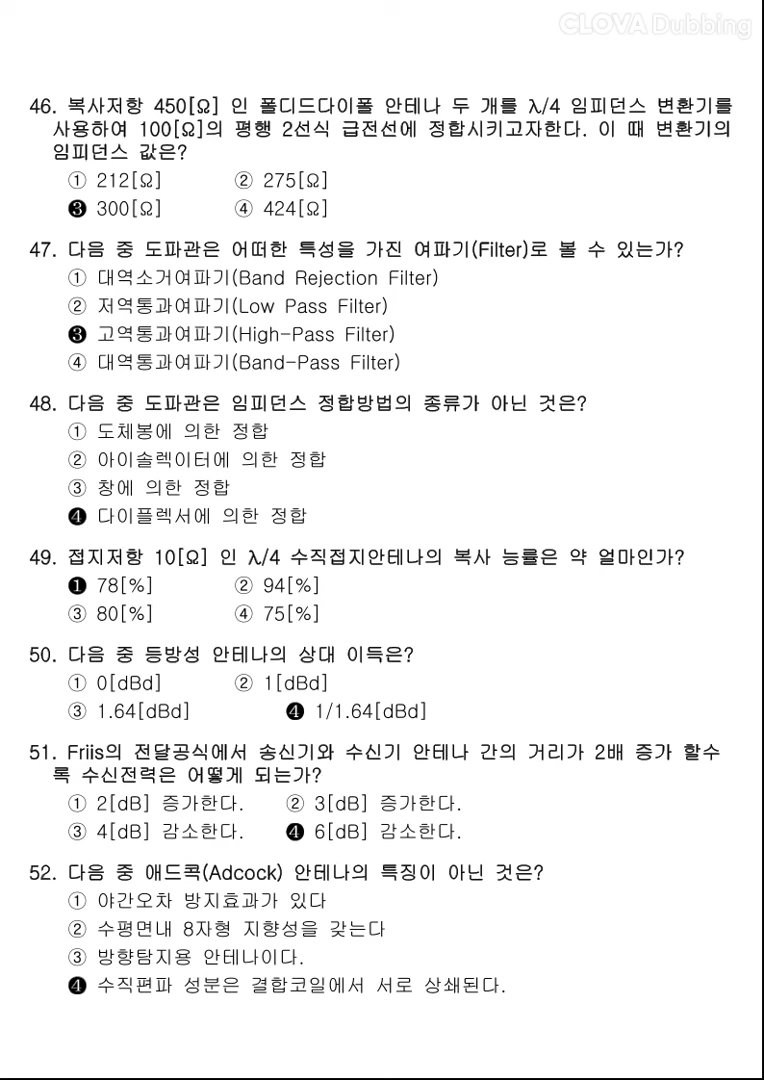 CLOVA Dubbing
46. 복사저항 450[Ω] 인 폴디드다이폴 안테나 두 개를 λ/4 임피던스 변환기를
사용하여 100[Ω]의 평행 2선식 급전선에 정합시키고자한다. 이 때 변환기의
임피던스 값은?
① 212[Ω] ② 275[Ω]
❸ 300[Ω] ④ 424[Ω]
47. 다음 중 도파관은 어떠한 특성을 가진 여파기(Filter)로 볼 수 있는가?
① 대역소거여파기(Band Rejection Filter)
② 저역통과여파기(Low Pass Filter)
❸ 고역통과여파기(High-Pass Filter)
④ 대역통과여파기(Band-Pass Filter)
48. 다음 중 도파관은 임피던스 정합방법의 종류가 아닌 것은?
① 도체봉에 의한 정합
② 아이솔렉이터에 의한 정합
③ 창에 의한 정합
❹ 다이플렉서에 의한 정합
49. 접지저항 10[Ω] 인 λ/4 수직접지안테나의 복사 능률은 약 얼마인가?
❶ 78[%] ② 94[%]
③ 80[%] ④ 75[%]
50. 다음 중 등방성 안테나의 상대 이득은?
① 0[dBd] ② 1[dBd]
③ 1.64[dBd] ❹ 1/1.64[dBd]
51. Friis의 전달공식에서 송신기와 수신기 안테나 간의 거리가 2배 증가 할수
록 수신전력은 어떻게 되는가?
① 2[dB] 증가한다. ② 3[dB] 증가한다.
③ 4[dB] 감소한다. ❹ 6[dB] 감소한다.
52. 다음 중 애드콕(Adcock) 안테나의 특징이 아닌 것은?
① 야간오차 방지효과가 있다
② 수평면내 8자형 지향성을 갖는다
③ 방향탐지용 안테나이다.
❹ 수직편파 성분은 결합코일에서 서로 상쇄된다.